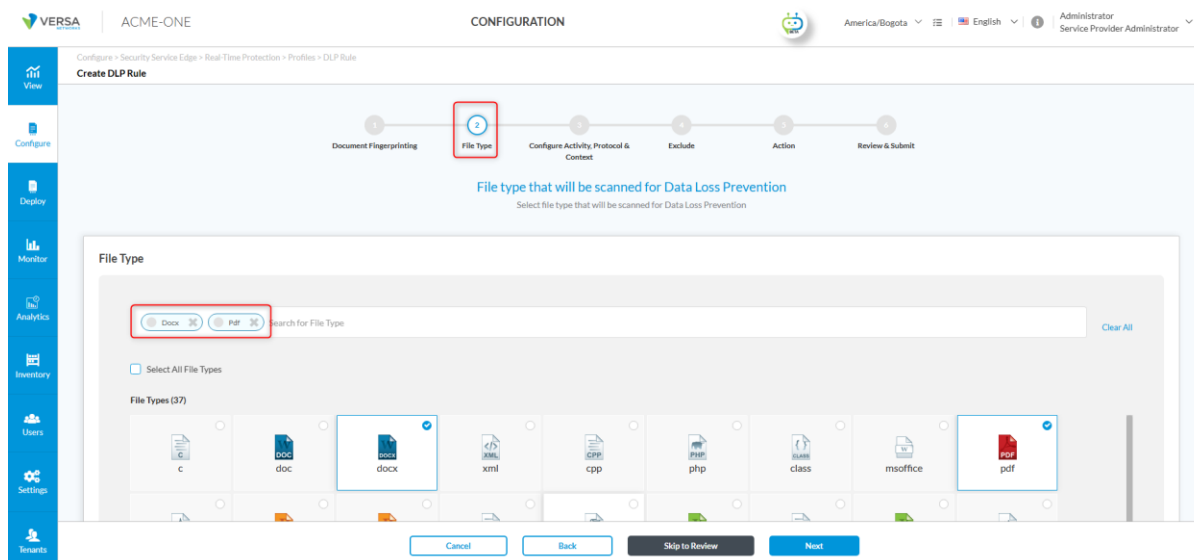 VERSA
NETWORKS
ACME-ONE
CONFIGURATION
BETA
America/Bogota
English
Administrator
Service Provider Administrator
Configure > Security Service Edge > Real-Time Protection > Profiles > DLP Rule
Create DLP Rule
View
Configure
Deploy
Monitor
Analytics
Inventory
Users
Settings
Tenants
1
2
3
4
5
6
Document Fingerprinting
File Type
Configure Activity, Protocol &
Context
Exclude
Action
Review & Submit
File type that will be scanned for Data Loss Prevention
Select file type that will be scanned for Data Loss Prevention
File Type
Docx
Pdf
Search for File Type
Clear All
Select All File Types
File Types (37)
C
DOC
DOCX
XML
CPP
PHP
CLASS
W
PDF
c
doc
docx
xml
cpp
php
class
msoffice
pdf
Cancel
Back
Skip to Review
Next